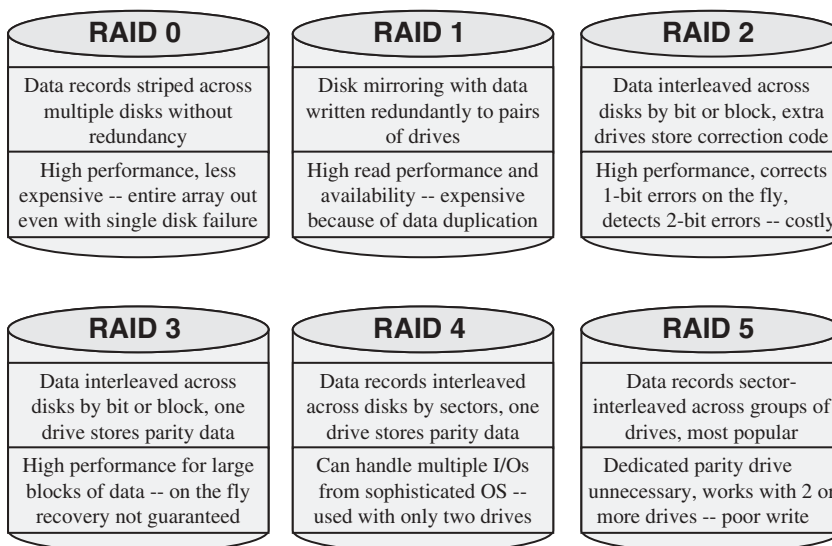 RAID 0
Data records striped across
multiple disks without
redundancy
High performance, less
expensive -- entire array out
even with single disk failure
RAID 1
Disk mirroring with data
written redundantly to pairs
of drives
High read performance and
availability -- expensive
because of data duplication
RAID 2
Data interleaved across
disks by bit or block, extra
drives store correction code
High performance, corrects
1-bit errors on the fly,
detects 2-bit errors -- costly
RAID 3
Data interleaved across
disks by bit or block, one
drive stores parity data
High performance for large
blocks of data -- on the fly
recovery not guaranteed
RAID 4
Data records interleaved
across disks by sectors, one
drive stores parity data
Can handle multiple I/Os
from sophisticated OS --
used with only two drives
RAID 5
Data records sector-
interleaved across groups of
drives, most popular
Dedicated parity drive
unnecessary, works with 2 or
more drives -- poor write